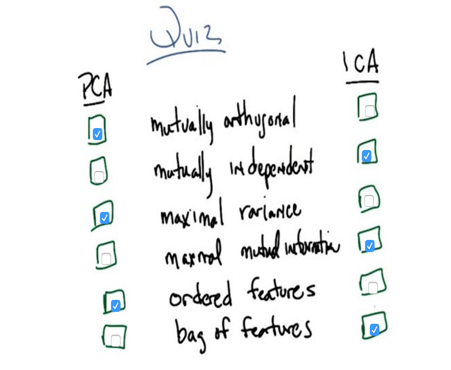 Quiz
PCA
ICA
mutually orthogonal
mutually independent
maximal variance
maximal mutual information
ordered features
bag of features